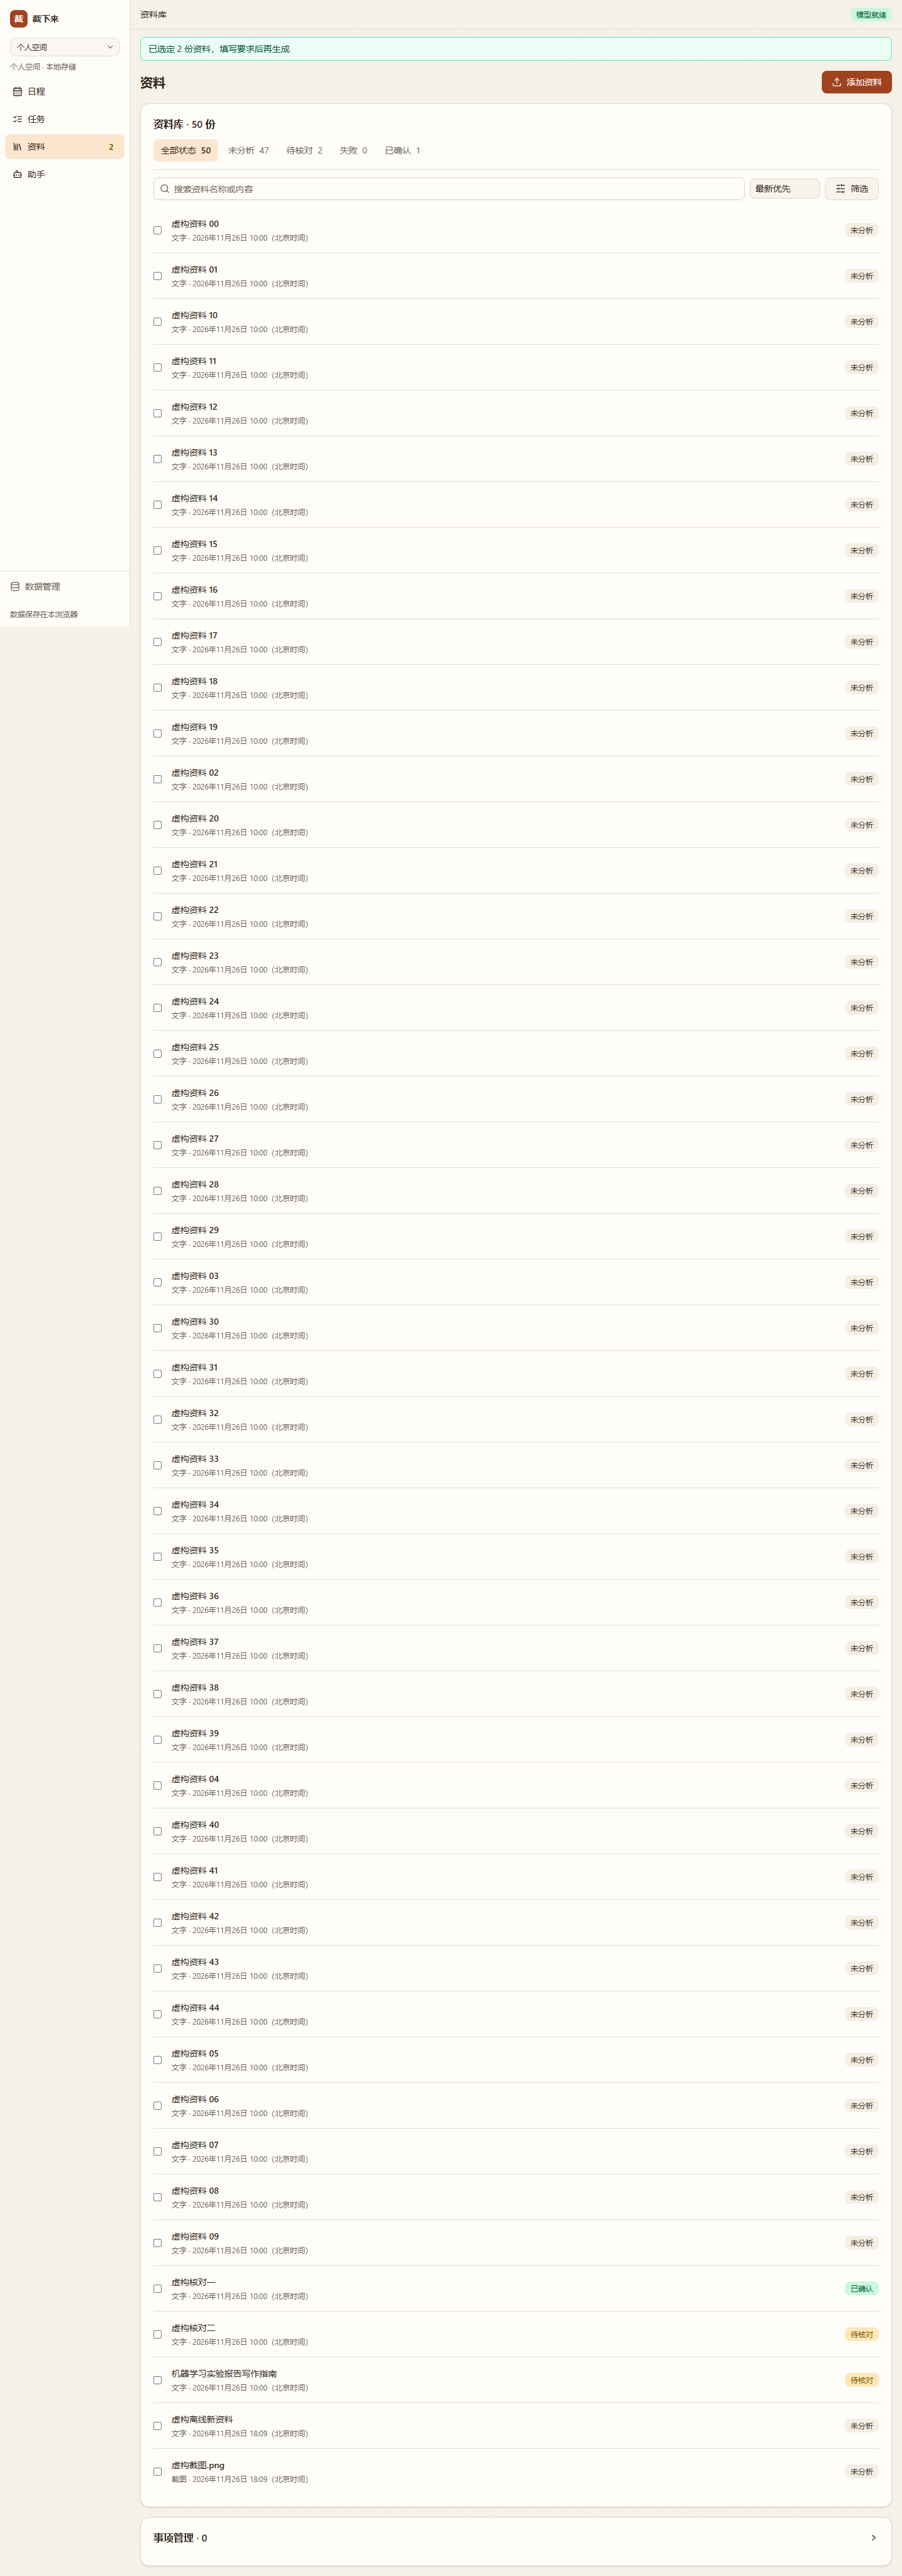 截 截下来
个人空间
个人空间 · 本地存储
日程
任务
资料 2
助手
数据管理
数据保存在本浏览器
资料库
模型就绪
已选定 2 份资料，填写要求后再生成
资料
添加资料
资料库 · 50 份
全部状态 50 未分析 47 待核对 2 失败 0 已确认 1
搜索资料名称或内容
最新优先
筛选
虚构资料 00
文字 · 2026年11月26日 10:00（北京时间）
未分析
虚构资料 01
文字 · 2026年11月26日 10:00（北京时间）
未分析
虚构资料 10
文字 · 2026年11月26日 10:00（北京时间）
未分析
虚构资料 11
文字 · 2026年11月26日 10:00（北京时间）
未分析
虚构资料 12
文字 · 2026年11月26日 10:00（北京时间）
未分析
虚构资料 13
文字 · 2026年11月26日 10:00（北京时间）
未分析
虚构资料 14
文字 · 2026年11月26日 10:00（北京时间）
未分析
虚构资料 15
文字 · 2026年11月26日 10:00（北京时间）
未分析
虚构资料 16
文字 · 2026年11月26日 10:00（北京时间）
未分析
虚构资料 17
文字 · 2026年11月26日 10:00（北京时间）
未分析
虚构资料 18
文字 · 2026年11月26日 10:00（北京时间）
未分析
虚构资料 19
文字 · 2026年11月26日 10:00（北京时间）
未分析
虚构资料 02
文字 · 2026年11月26日 10:00（北京时间）
未分析
虚构资料 20
文字 · 2026年11月26日 10:00（北京时间）
未分析
虚构资料 21
文字 · 2026年11月26日 10:00（北京时间）
未分析
虚构资料 22
文字 · 2026年11月26日 10:00（北京时间）
未分析
虚构资料 23
文字 · 2026年11月26日 10:00（北京时间）
未分析
虚构资料 24
文字 · 2026年11月26日 10:00（北京时间）
未分析
虚构资料 25
文字 · 2026年11月26日 10:00（北京时间）
未分析
虚构资料 26
文字 · 2026年11月26日 10:00（北京时间）
未分析
虚构资料 27
文字 · 2026年11月26日 10:00（北京时间）
未分析
虚构资料 28
文字 · 2026年11月26日 10:00（北京时间）
未分析
虚构资料 29
文字 · 2026年11月26日 10:00（北京时间）
未分析
虚构资料 03
文字 · 2026年11月26日 10:00（北京时间）
未分析
虚构资料 30
文字 · 2026年11月26日 10:00（北京时间）
未分析
虚构资料 31
文字 · 2026年11月26日 10:00（北京时间）
未分析
虚构资料 32
文字 · 2026年11月26日 10:00（北京时间）
未分析
虚构资料 33
文字 · 2026年11月26日 10:00（北京时间）
未分析
虚构资料 34
文字 · 2026年11月26日 10:00（北京时间）
未分析
虚构资料 35
文字 · 2026年11月26日 10:00（北京时间）
未分析
虚构资料 36
文字 · 2026年11月26日 10:00（北京时间）
未分析
虚构资料 37
文字 · 2026年11月26日 10:00（北京时间）
未分析
虚构资料 38
文字 · 2026年11月26日 10:00（北京时间）
未分析
虚构资料 39
文字 · 2026年11月26日 10:00（北京时间）
未分析
虚构资料 04
文字 · 2026年11月26日 10:00（北京时间）
未分析
虚构资料 40
文字 · 2026年11月26日 10:00（北京时间）
未分析
虚构资料 41
文字 · 2026年11月26日 10:00（北京时间）
未分析
虚构资料 42
文字 · 2026年11月26日 10:00（北京时间）
未分析
虚构资料 43
文字 · 2026年11月26日 10:00（北京时间）
未分析
虚构资料 44
文字 · 2026年11月26日 10:00（北京时间）
未分析
虚构资料 05
文字 · 2026年11月26日 10:00（北京时间）
未分析
虚构资料 06
文字 · 2026年11月26日 10:00（北京时间）
未分析
虚构资料 07
文字 · 2026年11月26日 10:00（北京时间）
未分析
虚构资料 08
文字 · 2026年11月26日 10:00（北京时间）
未分析
虚构资料 09
文字 · 2026年11月26日 10:00（北京时间）
未分析
虚构核对一
文字 · 2026年11月26日 10:00（北京时间）
已确认
虚构核对二
文字 · 2026年11月26日 10:00（北京时间）
待核对
机器学习实验报告写作指南
文字 · 2026年11月26日 10:00（北京时间）
待核对
虚构离线新资料
文字 · 2026年11月26日 18:09（北京时间）
未分析
虚构截图.png
截图 · 2026年11月26日 18:09（北京时间）
未分析
事项管理 · 0